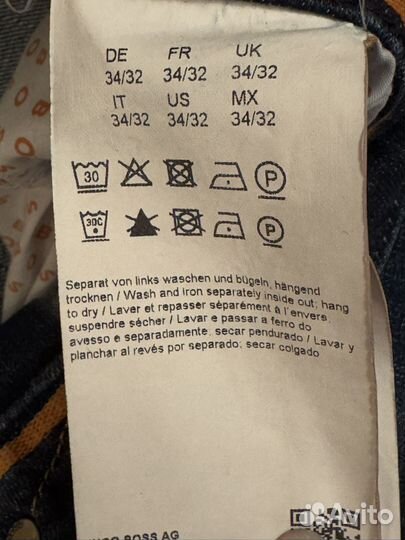 DE FR UK
34/32 34/32 34/32
IT US MX
34/32 34/32 34/32
30 P
30C P
Separat von links waschen und bügeln, hängend
trocknen / Wash and iron separately inside out; hang
to dry / Laver et repasser séparément à l'envers,
suspendre sécher / Lavar e passar a ferro do
avesso e separadamente. secar pendurado / Lavar y
planchar al revés por separado; secar colgado
BOSS AG
Avito